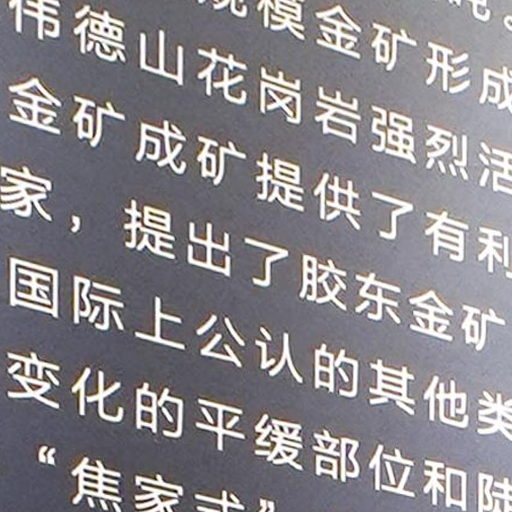 规模金矿形成
伟德山花岗岩强烈活
金矿成矿提供了有利
家，提出了胶东金矿
国际上公认的其他类
变化的平缓部位和陡
“焦家式”